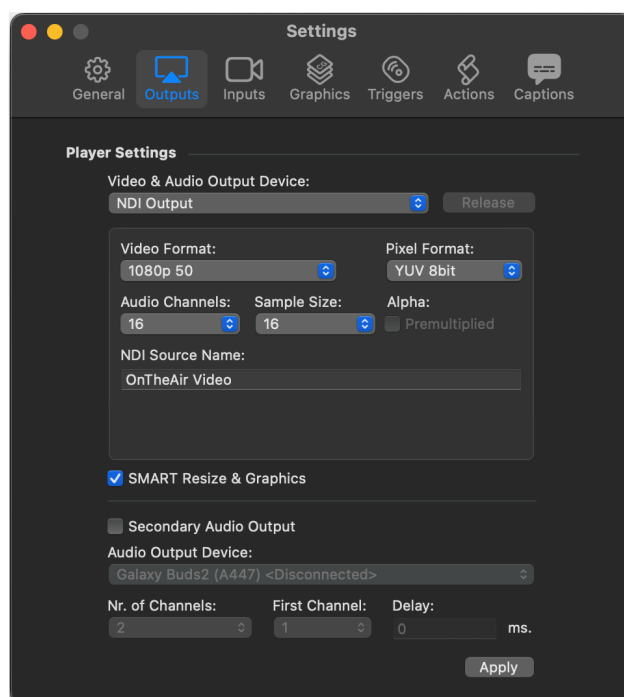 Settings
General Outputs Inputs Graphics Triggers Actions Captions
Player Settings
Video & Audio Output Device:
NDI Output Release
Video Format: Pixel Format:
1080p 50 YUV 8bit
Audio Channels: Sample Size: Alpha:
16 16 Premultiplied
NDI Source Name:
OnTheAir Video
SMART Resize & Graphics
Secondary Audio Output
Audio Output Device:
Galaxy Buds2 (A447) <Disconnected>
Nr. of Channels: First Channel: Delay:
2 1 0 ms.
Apply